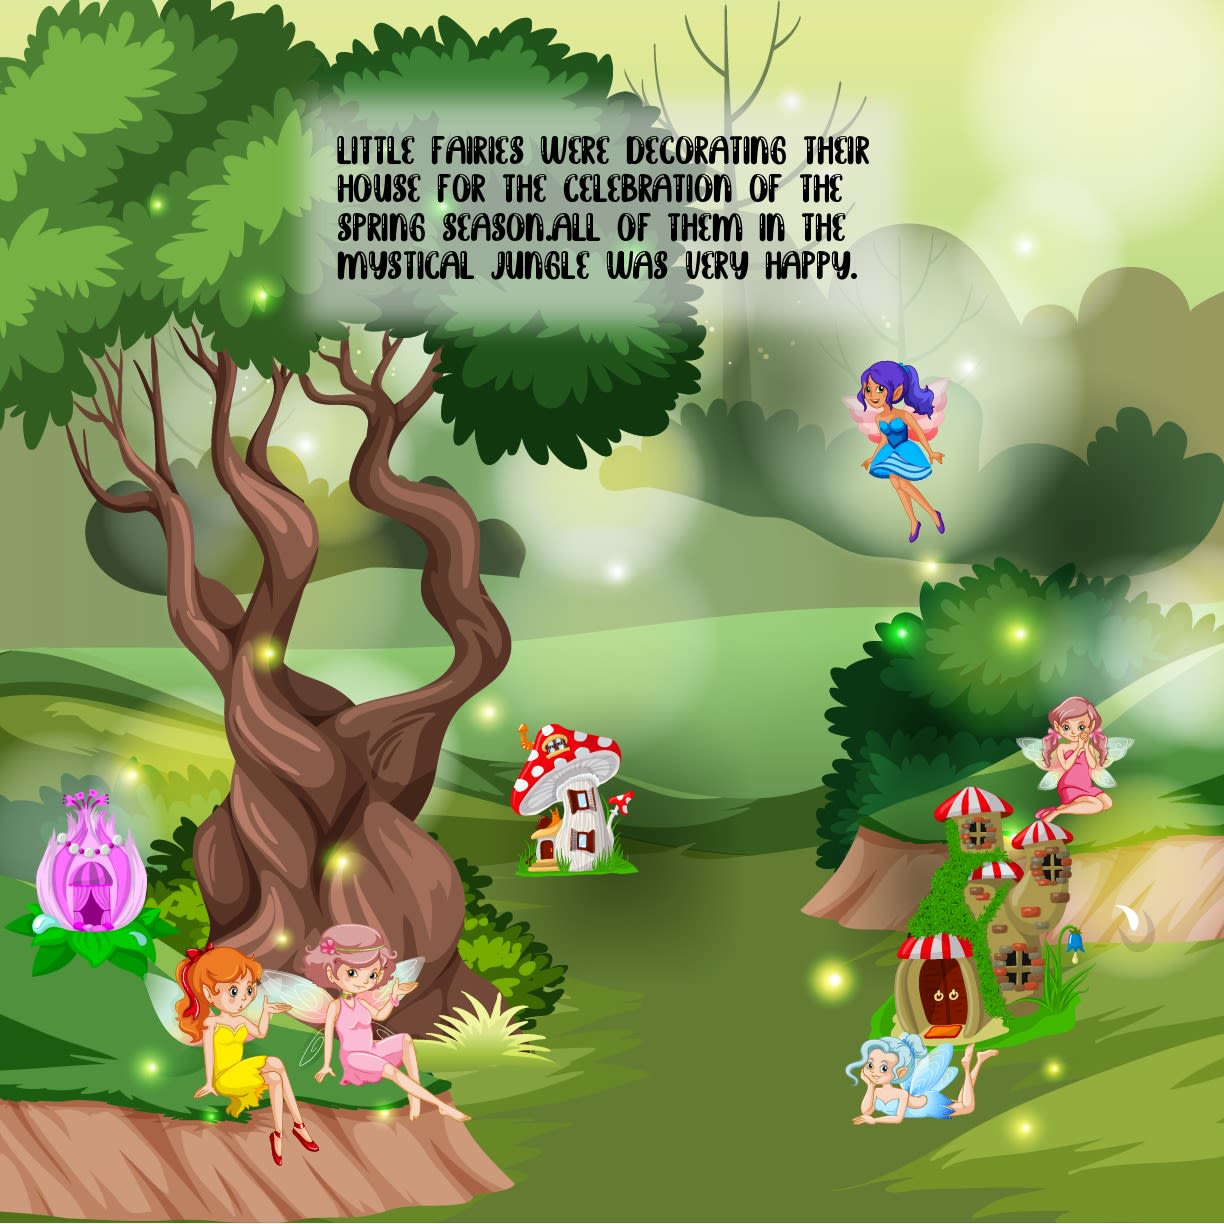 LITTLE FAIRIES WERE DECORATING THEIR
HOUSE FOR THE CELEBRATION OF THE
SPRING SEASON.ALL OF THEM IN THE
MYSTICAL JUNGLE WAS VERY HAPPY.